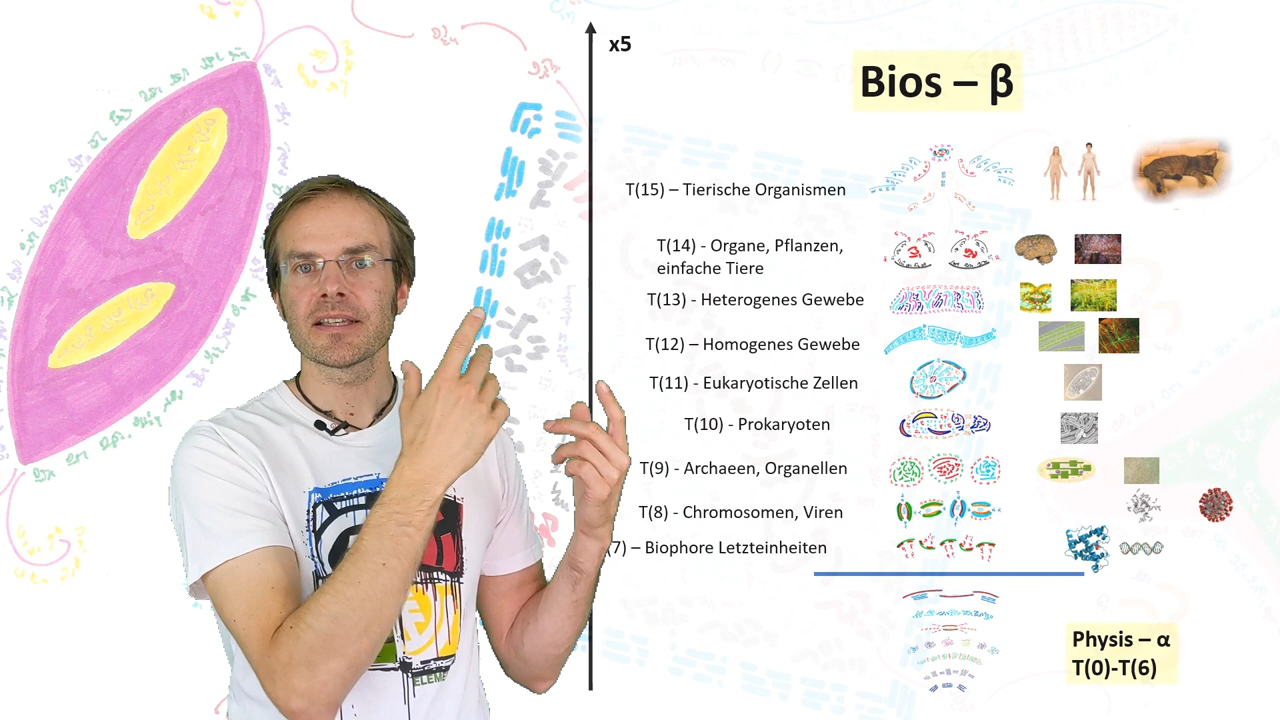 x5
Bios – β
T(15) – Tierische Organismen
T(14) - Organe, Pflanzen,
einfache Tiere
T(13) - Heterogenes Gewebe
T(12) – Homogenes Gewebe
T(11) - Eukaryotische Zellen
T(10) - Prokaryoten
T(9) - Archaeen, Organellen
T(8) - Chromosomen, Viren
(7) – Biophore Letzteinheiten
Physis – α
T(0)-T(6)
ELEME